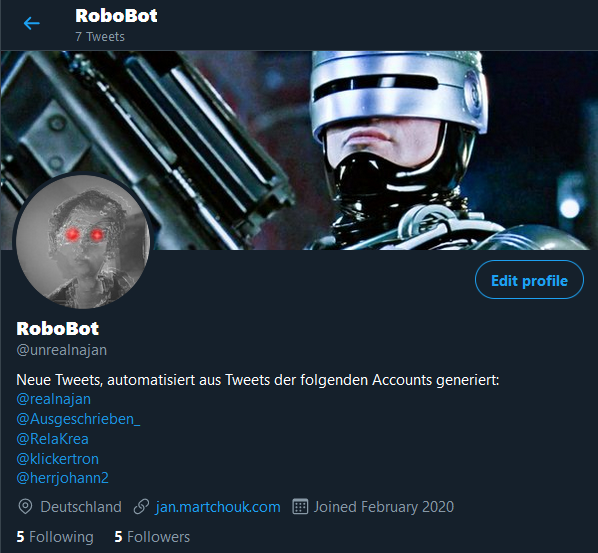 RoboBot
7 Tweets
Edit profile
RoboBot
@unrealnajan
Neue Tweets, automatisiert aus Tweets der folgenden Accounts generiert:
@realnajan
@Ausgeschrieben_
@RelaKrea
@klickertron
@herrjohann2
Deutschland jan.martchouk.com Joined February 2020
5 Following 5 Followers